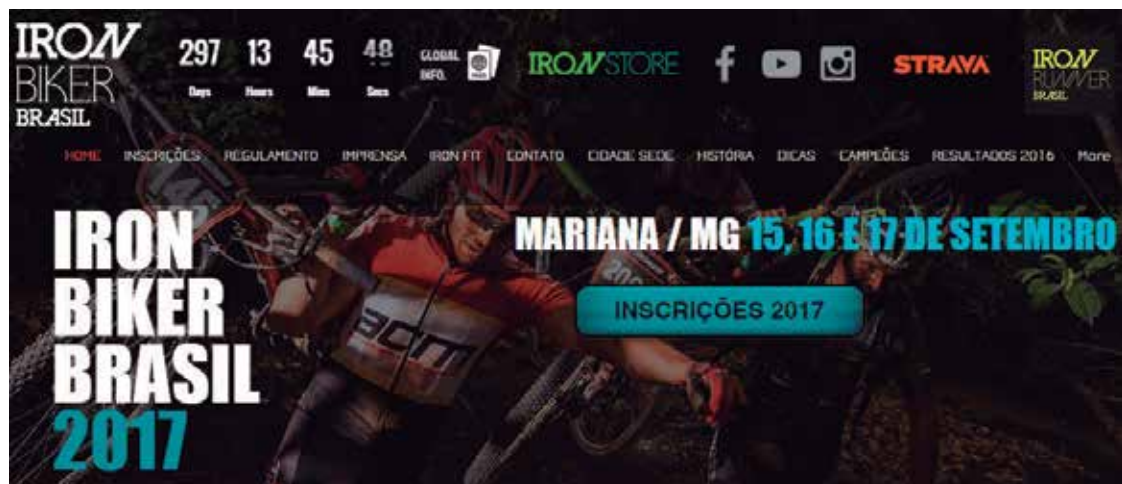 IRON
BIKER
BRASIL
297 13 45 48
Days Hours Mins Secs
GLOBAL
INFO.
IRONSTORE
STRAVA
IRON
RUNNER
BRASIL
HOME INSCRIÇÕES REGULAMENTO IMPRENSA IRON FIT CONTATO CIDADE SEDE HISTÓRIA DICAS CAMPEÕES RESULTADOS 2016 More
IRON
BIKER
BRASIL
2017
MARIANA / MG 15, 16 E 17 DE SETEMBRO
INSCRIÇÕES 2017